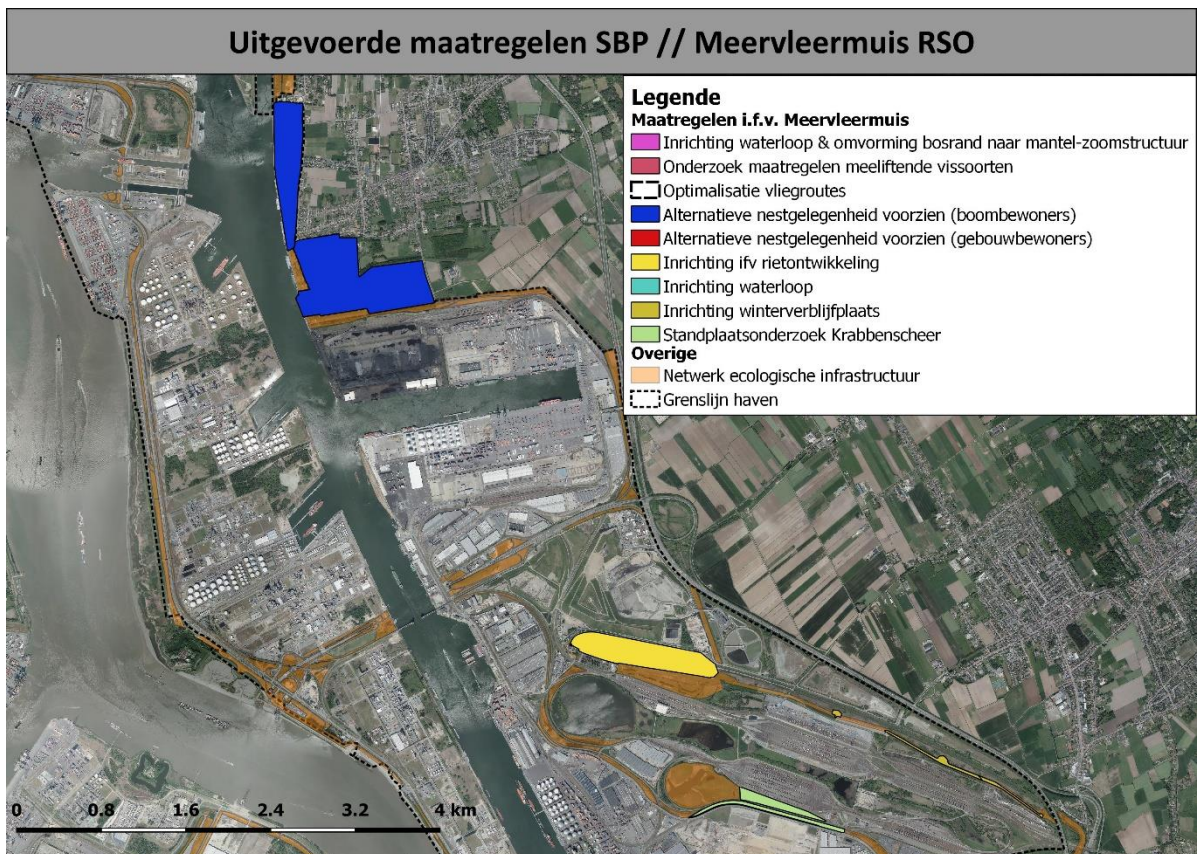 Uitgevoerde maatregelen SBP // Meervleermuis RSO
Legende
Maatregelen i.f.v. Meervleermuis
Inrichting waterloop & omvorming bosrand naar mantel-zoomstructuur
Onderzoek maatregelen meeliftende vissoorten
Optimalisatie vliegroutes
Alternatieve nestgelegenheid voorzien (boombewoners)
Alternatieve nestgelegenheid voorzien (gebouwbewoners)
Inrichting ifv rietontwikkeling
Inrichting waterloop
Inrichting winterverblijfplaats
Standplaatsonderzoek Krabbenscheer
Overige
Netwerk ecologische infrastructuur
Grenslijn haven
0 0.8 1.6 2.4 3.2 4 km